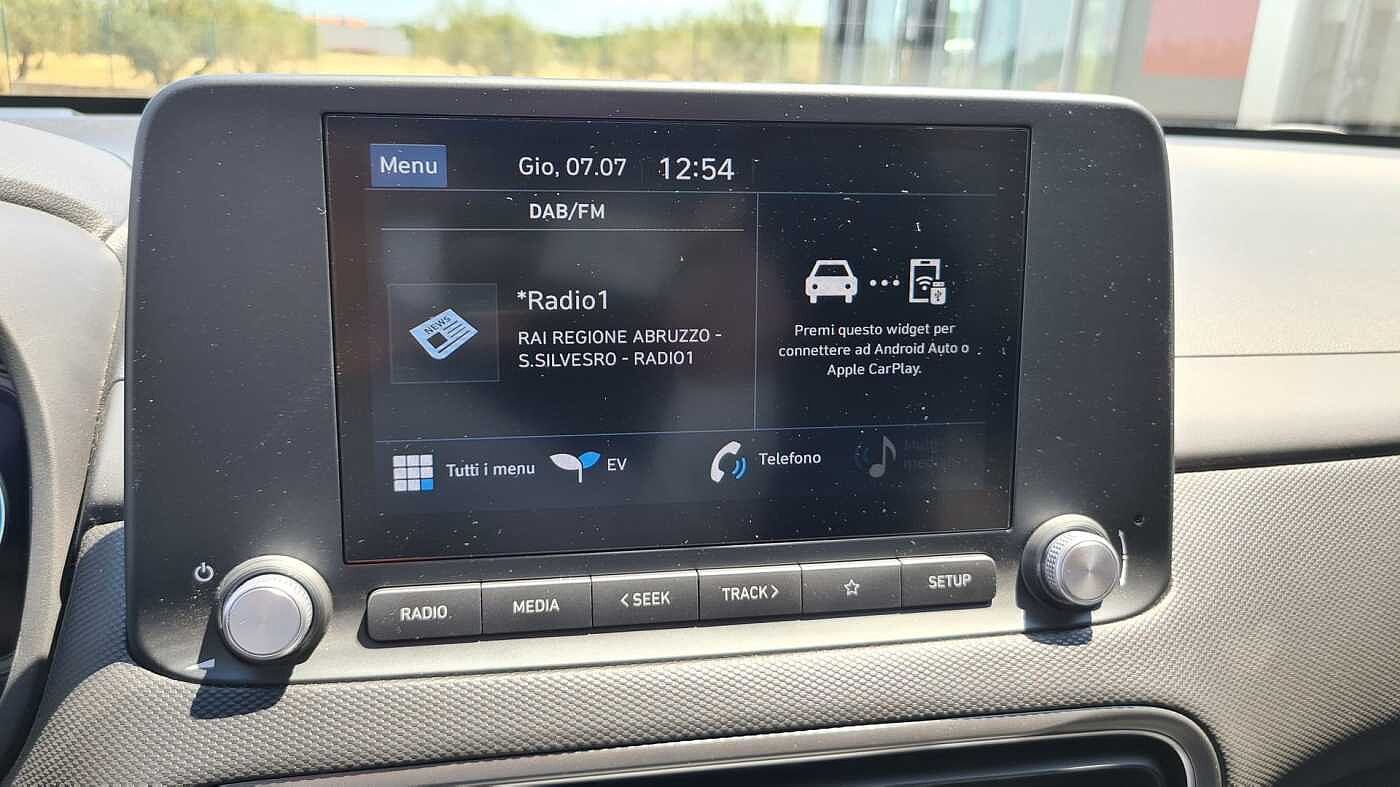 Menu
Gio, 07.07
12:54
DAB/FM
NEWS
*Radio1
RAI REGIONE ABRUZZO -
S.SILVESRO - RADIO1
Premi questo widget per
connettere ad Android Auto o
Apple CarPlay.
Tutti i menu
EV
Telefono
RADIO
MEDIA
< SEEK
TRACK >
☆
SETUP